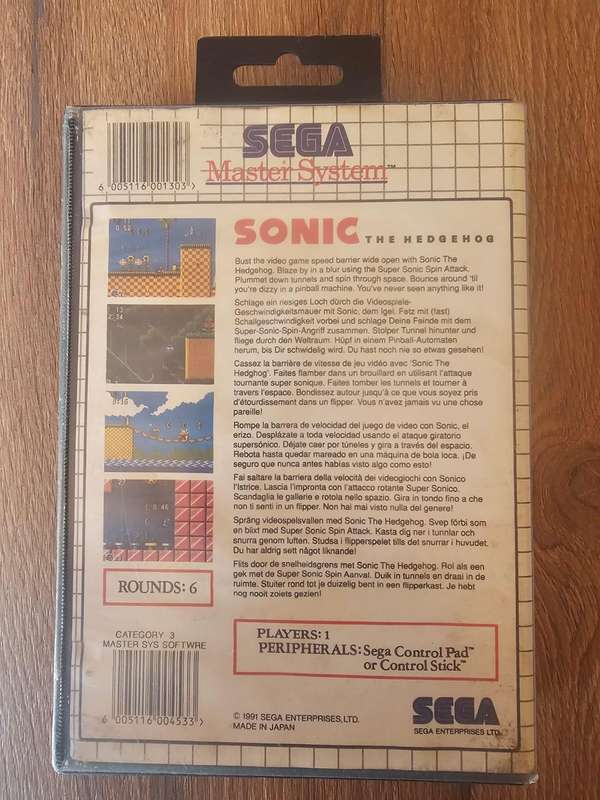 SEGA
Master System™
6 005116 001303
SONIC THE HEDGEHOG
Bust the video game speed barrier wide open with Sonic The
Hedgehog. Blaze by in a blur using the Super Sonic Spin Attack.
Plummet down tunnels and spin through space. Bounce around 'til
you're dizzy in a pinball machine. You've never seen anything like it!
Schlage ein riesiges Loch dürch die Videospiele-
Geschwindigkeitsmauer mit Sonic, dem Igel. Fetz mit (fast)
Schallgeschwindigkeit vorbei und schlage Deine Feinde mit dem
Super-Sonic-Spin-Angriff zusammen. Stolper Tunnel hinunter und
fliege durch den Weltraum. Hüpf in einem Pinball-Automaten
herum, bis Dir schwindelig wird. Du hast noch nie so etwas gesehen!
Cassez la barrière de vitesse de jeu vidéo avec 'Sonic The
Hedghog'. Faites flamber dans un brouillard en utilisant l'attaque
tournante super sonique. Faites tomber les tunnels et tourner à
travers l'espace. Bondissez autour jusqu'à ce que vous soyez pris
d'étourdissement dans un flipper. Vous n'avez jamais vu une chose
pareille!
Rompe la barrera de velocidad del juego de video con Sonic, el
erizo. Desplázate a toda velocidad usando el ataque giratorio
supersónico. Déjate caer por túneles y gira a través del espacio.
Rebota hasta quedar mareado en una máquina de bola loca. ¡De
seguro que nunca antes habías visto algo como esto!
Fai saltare la barriera della velocità dei videogiochi con Sonico
l'Istrice. Lascia l'impronta con l'attacco rotante Super Sonico.
Scandaglia le gallerie e rotola nello spazio. Gira in tondo fino a che
non ti senti in un flipper. Non hai mai visto nulla del genere!
Spräng videospelsvallen med Sonic The Hedgehog. Svep förbi som
en blixd med Super Sonic Spin Attack. Kasta dig ner i tunnlar och
snurra genom luften. Studsa i flipperspelet tills det snurrar i huvudet.
Du har aldrig sett något liknande!
Flits door de snelheidsgrens met Sonic The Hedgehog. Rol als een
gek met de Super Sonic Spin Aanval. Duik in tunnels en draai in de
ruimte. Stuiter rond tot je duizelig bent in een flipperkast. Je hebt
nog nooit zoiets gezien!
ROUNDS: 6
CATEGORY 3
MASTER SYS SOFTWRE
6 005116 004533
PLAYERS: 1
PERIPHERALS: Sega Control Pad™
or Control Stick™
© 1991 SEGA ENTERPRISES, LTD.
MADE IN JAPAN
SEGA
SEGA ENTERPRISES LTD.